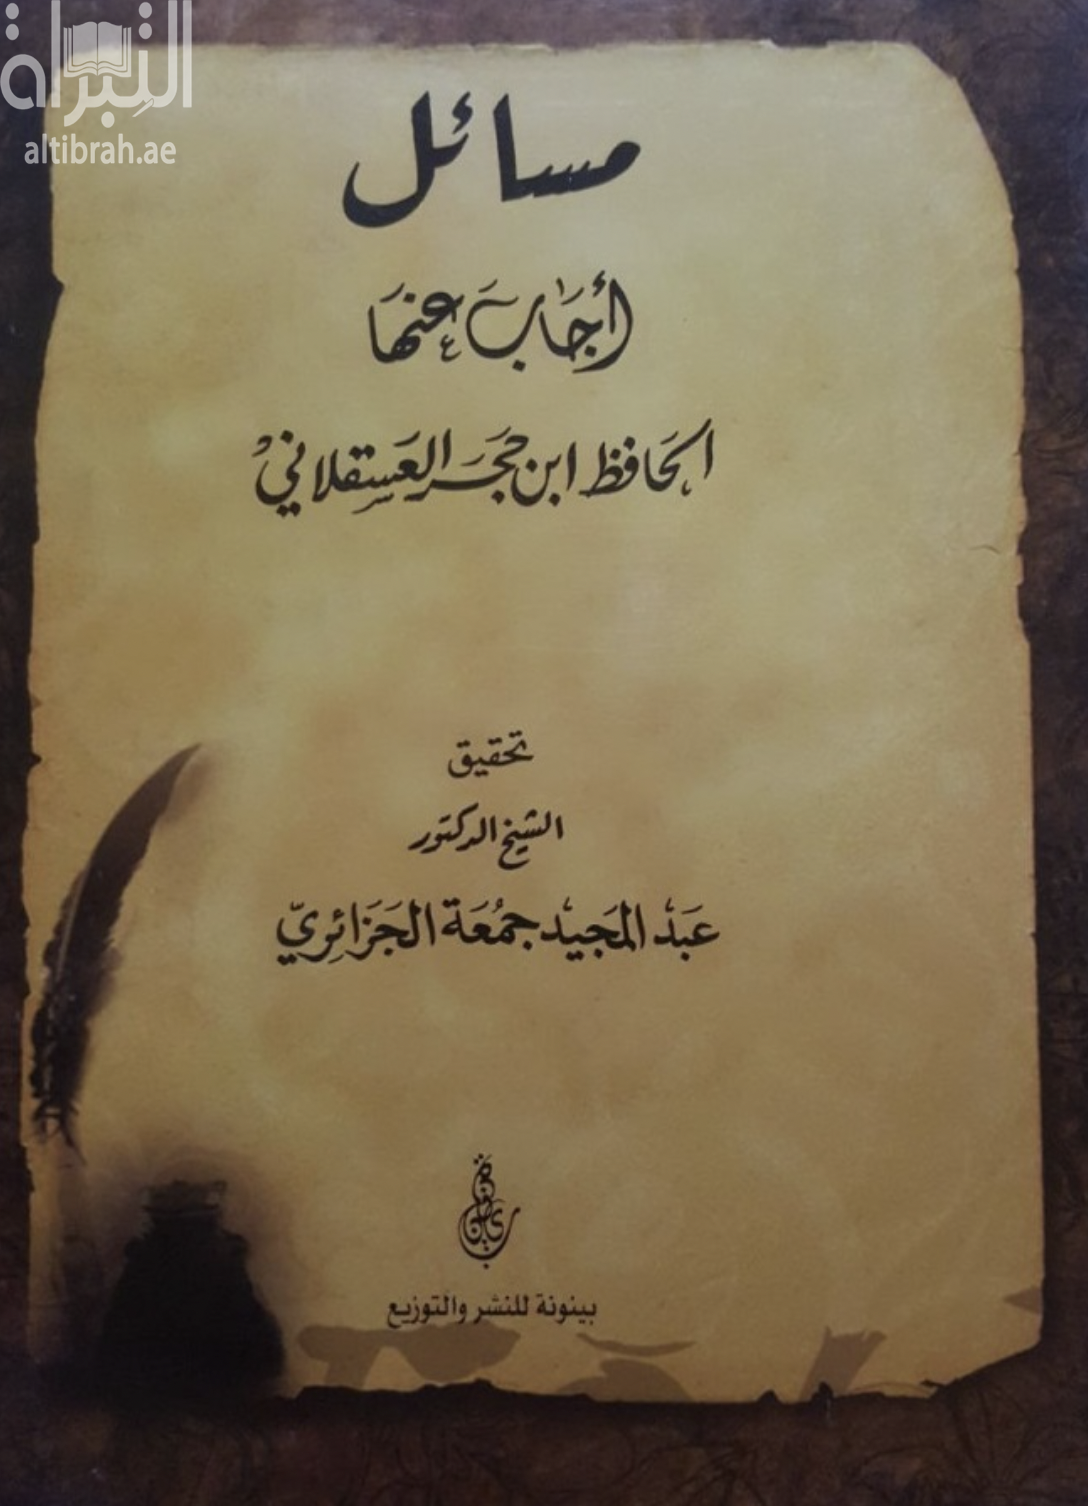 التبراة
altibrah.ae
مسائل
أجاب عنها
الحافظ ابن حجر العسقلاني
تحقيق
الشيخ الدكتور
عبد المجيد جمعة الجزائري
بينونة
بينونة للنشر والتوزيع